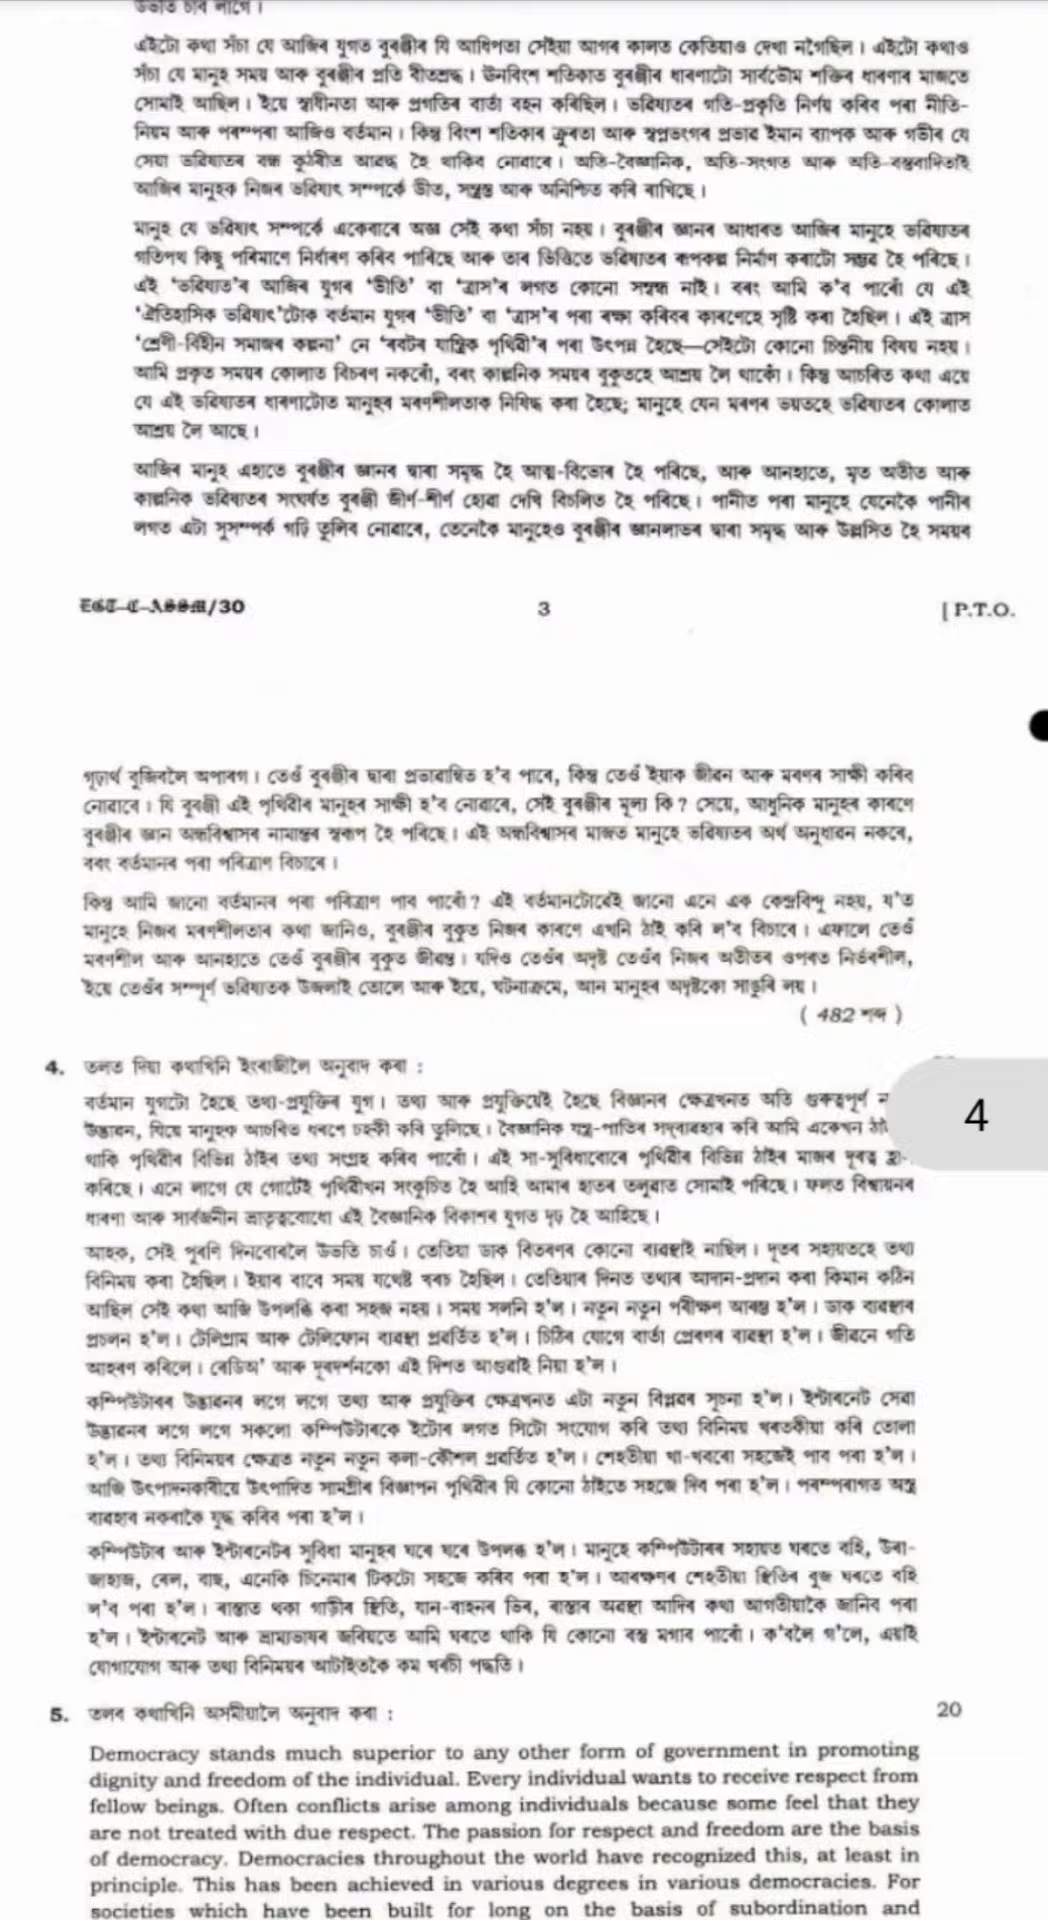 উভতি চাব লাগে।
এইটো কথা সঁচা যে আজিৰ যুগত বুৰঞ্জীৰ যি আধিপত্য সেইয়া আগৰ কালত কেতিয়াও দেখা নগৈছিল। এইটো কথাও
সঁচা যে মানুহ সময় আৰু বুৰঞ্জীৰ প্ৰতি বীতশ্ৰদ্ধ। ঊনবিংশ শতিকাত বুৰঞ্জীৰ ধাৰণাটো সাৰ্বভৌম শক্তিৰ ধাৰণাৰ মাজতে
সোমাই আছিল। ইয়ে স্বাধীনতা আৰু প্ৰগতিৰ বাৰ্তা বহন কৰিছিল। ভৱিষ্যতৰ গতি-প্ৰকৃতি নিৰ্ণয় কৰিব পৰা নীতি-
নিয়ম আৰু পৰম্পৰা আজিও বৰ্তমান। কিন্তু বিংশ শতিকাৰ ক্ৰূৰতা আৰু স্বপ্নভংগৰ প্ৰভাৱ ইমান ব্যাপক আৰু গভীৰ যে
সেয়া ভৱিষ্যতৰ বন্ধ কুঠৰীত আৱদ্ধ হৈ থাকিব নোৱাৰে। অতি-বৈজ্ঞানিক, অতি-সংগত আৰু অতি-বস্তুবাদিতাই
আজিৰ মানুহক নিজৰ ভৱিষ্যৎ সম্পৰ্কে ভীত, সন্ত্ৰস্ত আৰু অনিশ্চিত কৰি ৰাখিছে।
মানুহ যে ভৱিষ্যৎ সম্পৰ্কে একেবাৰে অজ্ঞ সেই কথা সঁচা নহয়। বুৰঞ্জীৰ জ্ঞানৰ আধাৰত আজিৰ মানুহে ভৱিষ্যতৰ
গতিপথ কিছু পৰিমাণে নিৰ্ধাৰণ কৰিব পাৰিছে আৰু তাৰ ভিত্তিতে ভৱিষ্যতৰ ৰূপকল্প নিৰ্মাণ কৰাটো সম্ভৱ হৈ পৰিছে।
এই ‘ভৱিষ্যত’ৰ আজিৰ যুগৰ ‘ভীতি’ বা ‘ত্ৰাস’ৰ লগত কোনো সম্বন্ধ নাই। বৰং আমি ক’ব পাৰোঁ যে এই
‘ঐতিহাসিক ভৱিষ্যৎ’টোক বৰ্তমান যুগৰ ‘ভীতি’ বা ‘ত্ৰাস’ৰ পৰা ৰক্ষা কৰিবৰ কাৰণেহে সৃষ্টি কৰা হৈছিল। এই ত্ৰাস
‘শ্ৰেণী-বিহীন সমাজৰ কল্পনা’ নে ‘ৰবটৰ যান্ত্ৰিক পৃথিৱী’ৰ পৰা উৎপন্ন হৈছে—সেইটো কোনো চিন্তনীয় বিষয় নহয়।
আমি প্ৰকৃত সময়ৰ কোলাত বিচৰণ নকৰোঁ, বৰং কাল্পনিক সময়ৰ বুকুতহে আশ্ৰয় লৈ থাকোঁ। কিন্তু আচৰিত কথা এয়ে
যে এই ভৱিষ্যতৰ ধাৰণাটোত মানুহৰ মৰণশীলতাক নিষিদ্ধ কৰা হৈছে; মানুহে যেন মৰণৰ ভয়তহে ভৱিষ্যতৰ কোলাত
আশ্ৰয় লৈ আছে।
আজিৰ মানুহ এহাতে বুৰঞ্জীৰ জ্ঞানৰ দ্বাৰা সমৃদ্ধ হৈ আত্ম-বিভোৰ হৈ পৰিছে, আৰু আনহাতে, মৃত অতীত আৰু
কাল্পনিক ভৱিষ্যতৰ সংঘৰ্ষত বুৰঞ্জী জীৰ্ণ-শীৰ্ণ হোৱা দেখি বিচলিত হৈ পৰিছে। পানীত পৰা মানুহে যেনেকৈ পানীৰ
লগত এটা সুসম্পৰ্ক গঢ়ি তুলিব নোৱাৰে, তেনেকৈ মানুহেও বুৰঞ্জীৰ জ্ঞানলাভৰ দ্বাৰা সমৃদ্ধ আৰু উল্লসিত হৈ সময়ৰ
EGT-C-ASSM/30 3 [ P.T.O.
গূঢ়াৰ্থ বুজিবলৈ অপাৰগ। তেওঁ বুৰঞ্জীৰ দ্বাৰা প্ৰভাৱান্বিত হ’ব পাৰে, কিন্তু তেওঁ ইয়াক জীৱন আৰু মৰণৰ সাক্ষী কৰিব
নোৱাৰে। যি বুৰঞ্জী এই পৃথিৱীৰ মানুহৰ সাক্ষী হ’ব নোৱাৰে, সেই বুৰঞ্জীৰ মূল্য কি? সেয়ে, আধুনিক মানুহৰ কাৰণে
বুৰঞ্জীৰ জ্ঞান অন্ধবিশ্বাসৰ নামান্তৰ স্বৰূপ হৈ পৰিছে। এই অন্ধবিশ্বাসৰ মাজত মানুহে ভৱিষ্যতৰ অৰ্থ অনুধাৱন নকৰে,
বৰং বৰ্তমানৰ পৰা পৰিত্ৰাণ বিচাৰে।
কিন্তু আমি জানো বৰ্তমানৰ পৰা পৰিত্ৰাণ পাব পাৰোঁ? এই বৰ্তমানটোৱেই জানো এনে এক কেন্দ্ৰবিন্দু নহয়, য’ত
মানুহে নিজৰ মৰণশীলতাৰ কথা জানিও, বুৰঞ্জীৰ বুকুত নিজৰ কাৰণে এখনি ঠাই কৰি ল’ব বিচাৰে। এফালে তেওঁ
মৰণশীল আৰু আনহাতে তেওঁ বুৰঞ্জীৰ বুকুত জীৱন্ত। যদিও তেওঁৰ অদৃষ্ট তেওঁৰ নিজৰ অতীতৰ ওপৰত নিৰ্ভৰশীল,
ইয়ে তেওঁৰ সম্পূৰ্ণ ভৱিষ্যতক উজলাই তোলে আৰু ইয়ে, ঘটনাক্ৰমে, আন মানুহৰ অদৃষ্টকো সাঙুৰি লয়।
( 482 শব্দ )
4. তলত দিয়া কথাখিনি ইংৰাজীলৈ অনুবাদ কৰা :
বৰ্তমান যুগটো হৈছে তথ্য-প্ৰযুক্তিৰ যুগ। তথ্য আৰু প্ৰযুক্তিয়েই হৈছে বিজ্ঞানৰ ক্ষেত্ৰখনত অতি গুৰুত্বপূৰ্ণ
উদ্ভাৱন, যিয়ে মানুহক আচৰিত ধৰণে চহকী কৰি তুলিছে। বৈজ্ঞানিক যন্ত্ৰ-পাতিৰ সদ্ব্যৱহাৰ কৰি আমি একেখন
থাকি পৃথিৱীৰ বিভিন্ন ঠাইৰ তথ্য সংগ্ৰহ কৰিব পাৰোঁ। এই সা-সুবিধাবোৰে পৃথিৱীৰ বিভিন্ন ঠাইৰ মাজৰ দূৰত্ব
কৰিছে। এনে লাগে যে গোটেই পৃথিৱীখন সংকুচিত হৈ আহি আমাৰ হাতৰ তলুৱাত সোমাই পৰিছে। ফলত বিশ্বায়নৰ
ধাৰণা আৰু সাৰ্বজনীন ভ্ৰাতৃত্ববোধো এই বৈজ্ঞানিক বিকাশৰ যুগত দৃঢ় হৈ আহিছে।
আহক, সেই পুৰণি দিনবোৰলৈ উভতি চাওঁ। তেতিয়া ডাক বিতৰণৰ কোনো ব্যৱস্থাই নাছিল। দূতৰ সহায়তহে তথ্য
বিনিময় কৰা হৈছিল। ইয়াৰ বাবে সময় যথেষ্ট খৰচ হৈছিল। তেতিয়াৰ দিনত তথ্যৰ আদান-প্ৰদান কৰা কিমান কঠিন
আছিল সেই কথা আজি উপলব্ধি কৰা সহজ নহয়। সময় সলনি হ’ল। নতুন নতুন পৰীক্ষণ আৰম্ভ হ’ল। ডাক ব্যৱস্থাৰ
প্ৰচলন হ’ল। টেলিগ্ৰাম আৰু টেলিফোন ব্যৱস্থা প্ৰৱৰ্তিত হ’ল। চিঠিৰ যোগে বাৰ্তা প্ৰেৰণৰ ব্যৱস্থা হ’ল। জীৱনে গতি
আহৰণ কৰিলে। ৰেডিঅ’ আৰু দূৰদৰ্শনকো এই দিশত আগুৱাই নিয়া হ’ল।
কম্পিউটাৰৰ উদ্ভাৱনৰ লগে লগে তথ্য আৰু প্ৰযুক্তিৰ ক্ষেত্ৰখনত এটা নতুন বিপ্লৱৰ সূচনা হ’ল। ইণ্টাৰনেট সেৱা
উদ্ভাৱনৰ লগে লগে সকলো কম্পিউটাৰকে ইটোৰ লগত সিটো সংযোগ কৰি তথ্য বিনিময় খৰতকীয়া কৰি তোলা
হ’ল। তথ্য বিনিময়ৰ ক্ষেত্ৰত নতুন নতুন কলা-কৌশল প্ৰৱৰ্তিত হ’ল। শেহতীয়া খা-খবৰো সহজেই পাব পৰা হ’ল।
আজি উৎপাদনকাৰীয়ে উৎপাদিত সামগ্ৰীৰ বিজ্ঞাপন পৃথিৱীৰ যি কোনো ঠাইতে সহজে দিব পৰা হ’ল। পৰম্পৰাগত অস্ত্ৰ
ব্যৱহাৰ নকৰাকৈ যুদ্ধ কৰিব পৰা হ’ল।
কম্পিউটাৰ আৰু ইণ্টাৰনেটৰ সুবিধা মানুহৰ ঘৰে ঘৰে উপলব্ধ হ’ল। মানুহে কম্পিউটাৰৰ সহায়ত ঘৰতে বহি, উৰা-
জাহাজ, ৰেল, বাছ, এনেকি চিনেমাৰ টিকটো সহজে কৰিব পৰা হ’ল। আৰক্ষণৰ শেহতীয়া স্থিতিৰ বুজ ঘৰতে বহি
ল’ব পৰা হ’ল। ৰাস্তাত থকা গাড়ীৰ স্থিতি, যান-বাহনৰ ভিৰ, ৰাস্তাৰ অৱস্থা আদিৰ কথা আগতীয়াকৈ জানিব পৰা
হ’ল। ইণ্টাৰনেট আৰু ভ্ৰাম্যভাষৰ জৰিয়তে আমি ঘৰতে থাকি যি কোনো বস্তু মগাব পাৰোঁ। ক’বলৈ গ’লে, এয়াই
যোগাযোগ আৰু তথ্য বিনিময়ৰ আটাইতকৈ কম খৰচী পদ্ধতি।
4
5. তলৰ কথাখিনি অসমীয়ালৈ অনুবাদ কৰা : 20
Democracy stands much superior to any other form of government in promoting
dignity and freedom of the individual. Every individual wants to receive respect from
fellow beings. Often conflicts arise among individuals because some feel that they
are not treated with due respect. The passion for respect and freedom are the basis
of democracy. Democracies throughout the world have recognized this, at least in
principle. This has been achieved in various degrees in various democracies. For
societies which have been built for long on the basis of subordination and